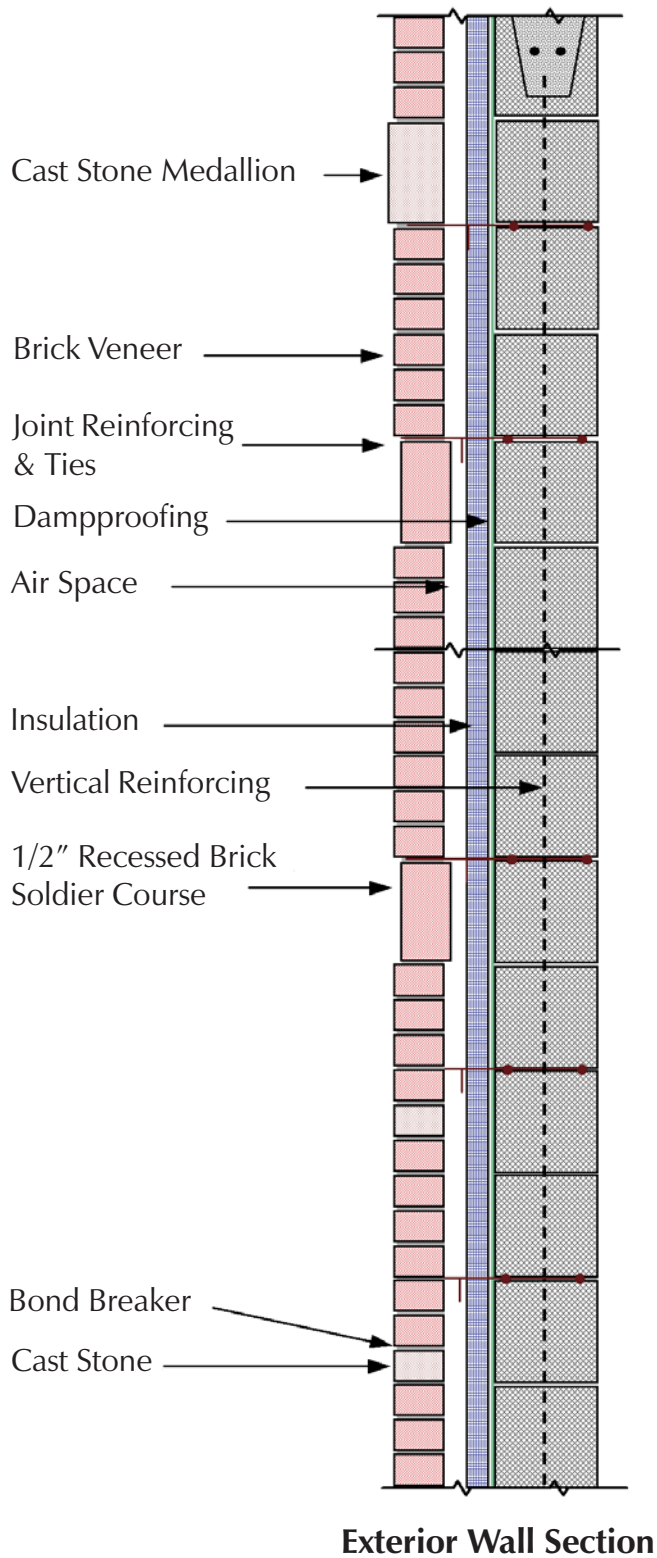 Cast Stone Medallion
Brick Veneer
Joint Reinforcing
& Ties
Dampproofing
Air Space
Insulation
Vertical Reinforcing
1/2” Recessed Brick
Soldier Course
Bond Breaker
Cast Stone
Exterior Wall Section